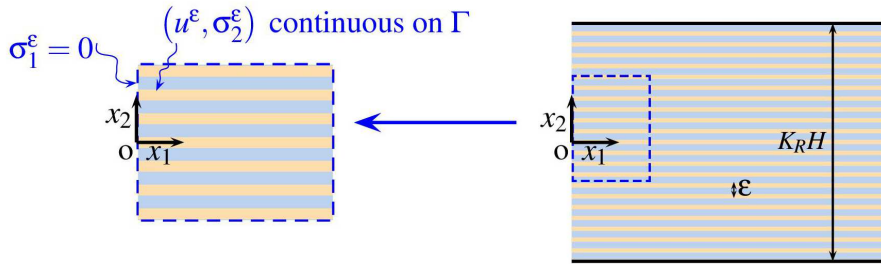 (u^ε, σ₂^ε) continuous on Γ
σ₁^ε = 0
x₂
o x₁
x₂
o x₁
K_R H
ε